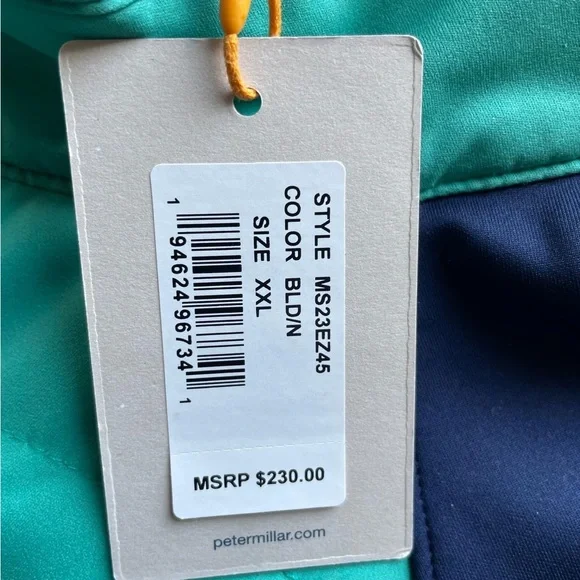 STYLE MS23EZ45
COLOR BLD/N
SIZE XXL
1 94624 96734 1
MSRP $230.00
petermillar.com